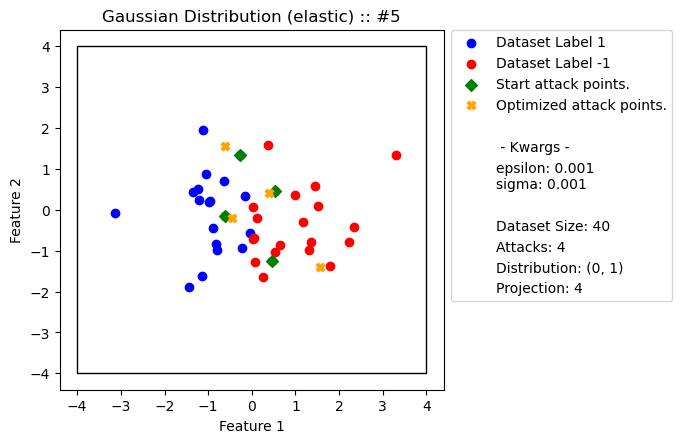 Gaussian Distribution (elastic) :: #5
4
3
2
1
0
−1
−2
−3
−4
Feature 2
−4 −3 −2 −1 0 1 2 3 4
Feature 1
Dataset Label 1
Dataset Label -1
Start attack points.
Optimized attack points.
- Kwargs -
epsilon: 0.001
sigma: 0.001
Dataset Size: 40
Attacks: 4
Distribution: (0, 1)
Projection: 4